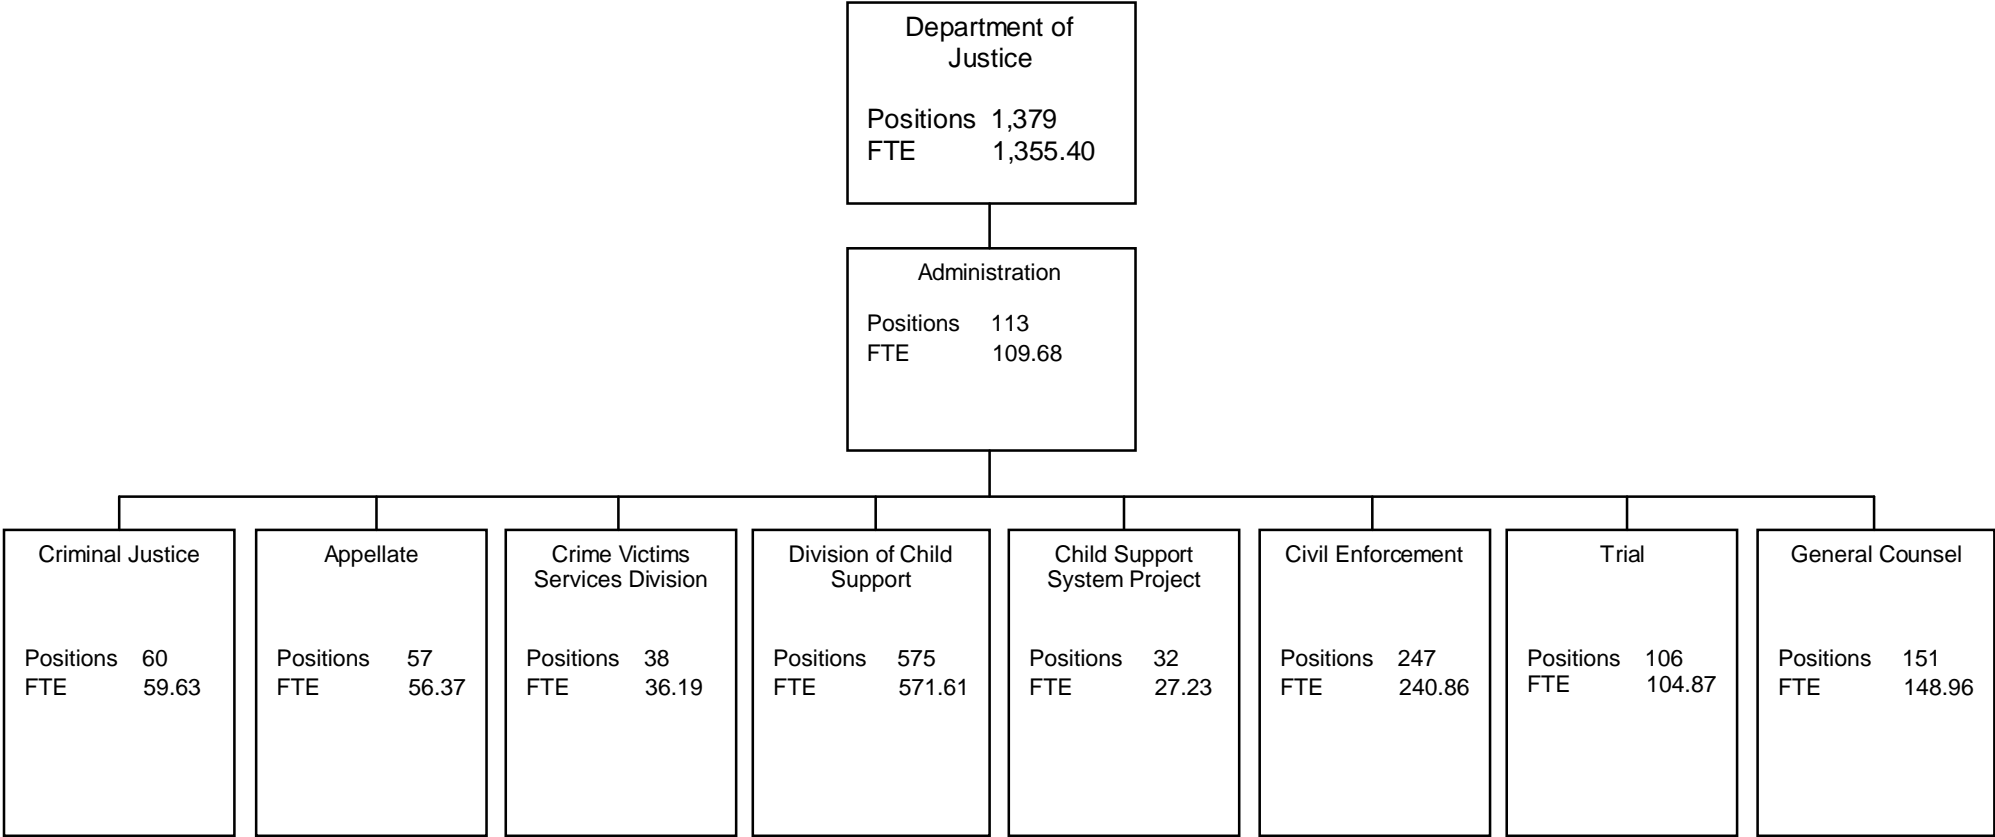 Department of
Justice
Positions 1,379
FTE 1,355.40
Administration
Positions 113
FTE 109.68
Criminal Justice
Positions 60
FTE 59.63
Appellate
Positions 57
FTE 56.37
Crime Victims
Services Division
Positions 38
FTE 36.19
Division of Child
Support
Positions 575
FTE 571.61
Child Support
System Project
Positions 32
FTE 27.23
Civil Enforcement
Positions 247
FTE 240.86
Trial
Positions 106
FTE 104.87
General Counsel
Positions 151
FTE 148.96